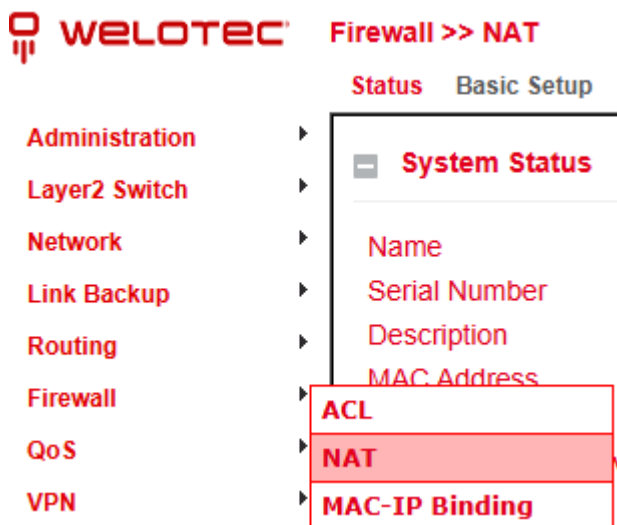 welotec
Firewall >> NAT
Status Basic Setup
Administration
Layer2 Switch
Network
Link Backup
Routing
Firewall
QoS
VPN
System Status
Name
Serial Number
Description
MAC Address
ACL
NAT
MAC-IP Binding